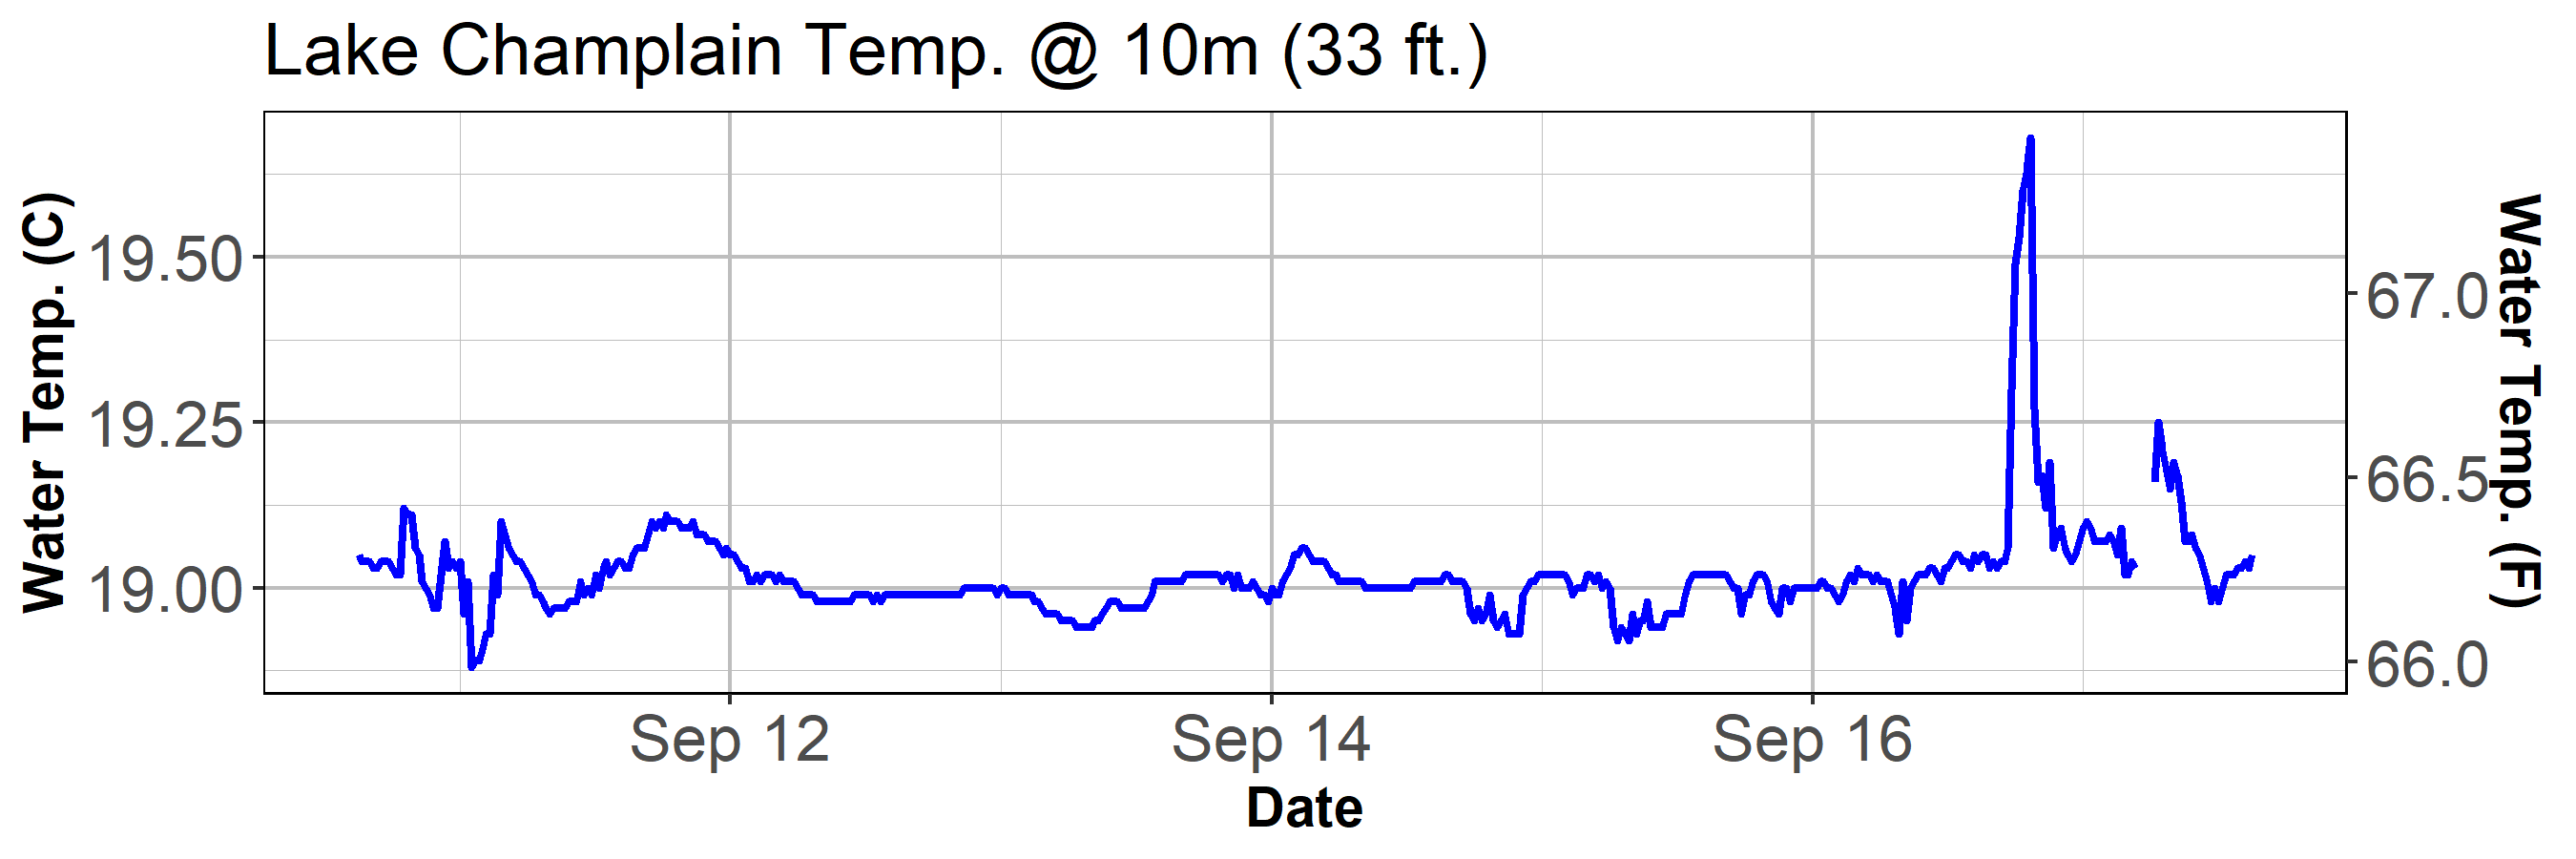 Lake Champlain Temp. @ 10m (33 ft.)
Water Temp. (C)
19.50
19.25
19.00
67.0
66.5
66.0
Water Temp. (F)
Sep 12
Sep 14
Sep 16
Date